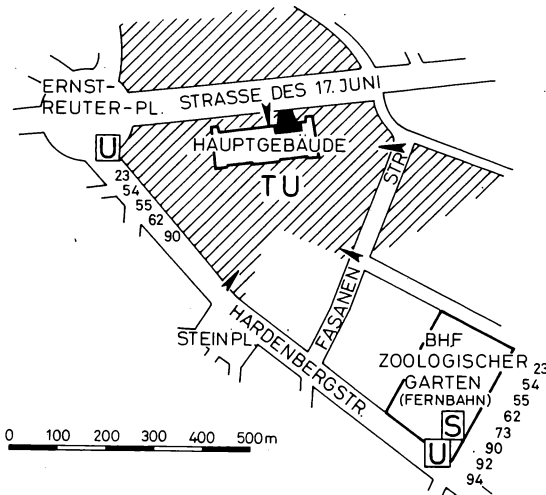 ERNST-
REUTER-PL.
STRASSE DES 17. JUNI
HAUPTGEBÄUDE
TU
U
23
54
55
62
90
STEINPL.
HARDENBERGSTR.
FASANEN STR.
BHF
ZOOLOGISCHER
GARTEN
(FERNBAHN)
S
U
23
54
55
62
73
90
92
94
0 100 200 300 400 500 m